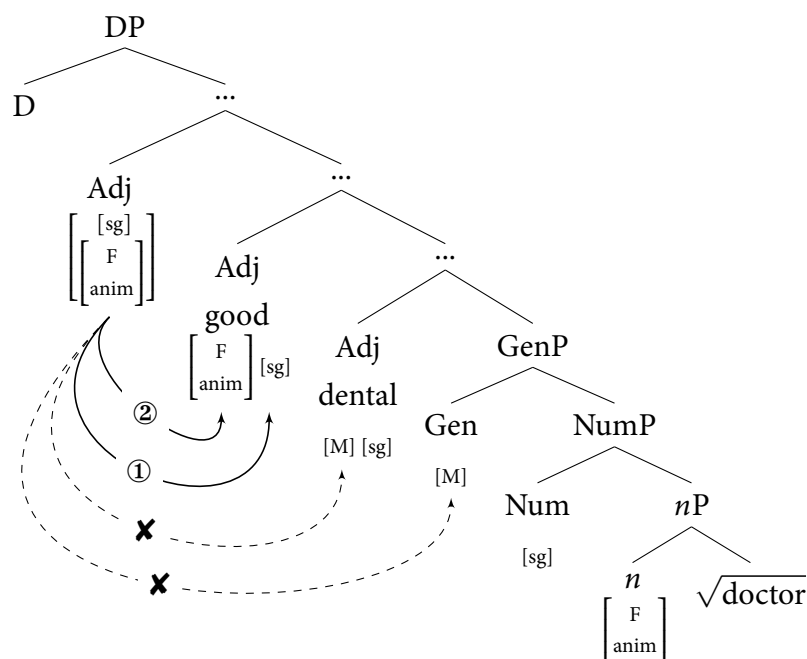 DP
D ...
Adj ...
[sg]
F
anim
Adj ...
good
F
anim [sg]
Adj GenP
dental
[M] [sg]
Gen NumP
[M]
Num nP
[sg]
n √doctor
F
anim
②
①
✘
✘